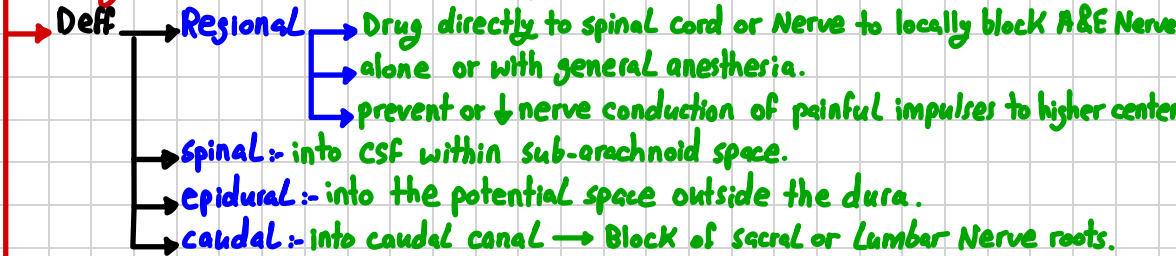 Deff → Regional → Drug directly to spinal cord or Nerve to locally block A&E Nerve
→ alone or with general anesthesia.
→ prevent or ↓ nerve conduction of painful impulses to higher center
→ spinal :- into CSF within sub-arachnoid space.
→ epidural :- into the potential space outside the dura.
→ caudal :- into caudal canal → Block of sacral or Lumbar Nerve roots.